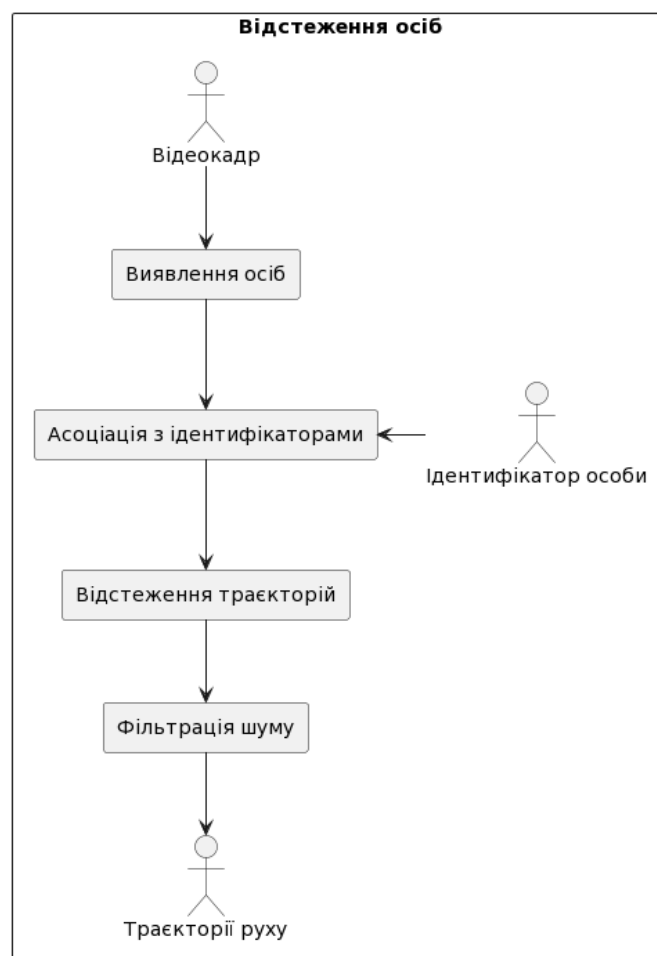 Відстеження осіб
Відеокадр
Виявлення осіб
Асоціація з ідентифікаторами
Ідентифікатор особи
Відстеження траєкторій
Фільтрація шуму
Траєкторії руху